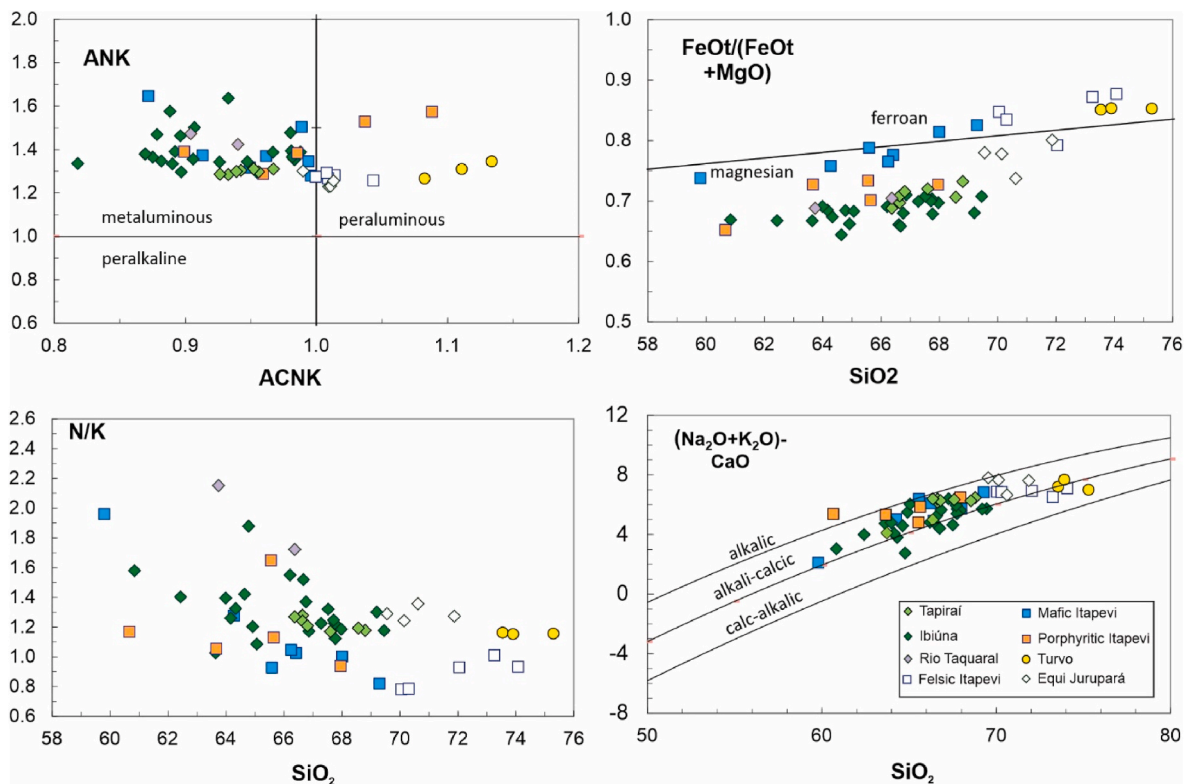 2.0
1.8
1.6
1.4
1.2
1.0
0.8
0.6
ANK
metaluminous
peraluminous
peralkaline
0.8
0.9
1.0
1.1
1.2
ACNK
1.0
0.9
0.8
0.7
0.6
0.5
FeOt/(FeOt
+MgO)
ferroan
magnesian
58
60
62
64
66
68
70
72
74
76
SiO2
2.6
2.4
2.2
2.0
1.8
1.6
1.4
1.2
1.0
0.8
0.6
N/K
58
60
62
64
66
68
70
72
74
76
SiO₂
12
8
4
0
-4
-8
(Na₂O+K₂O)-
CaO
alkalic
alkali-calcic
calc-alkalic
Tapiraí
Ibiúna
Rio Taquaral
Felsic Itapevi
Mafic Itapevi
Porphyritic Itapevi
Turvo
Equi Jurupará
50
60
70
80
SiO₂